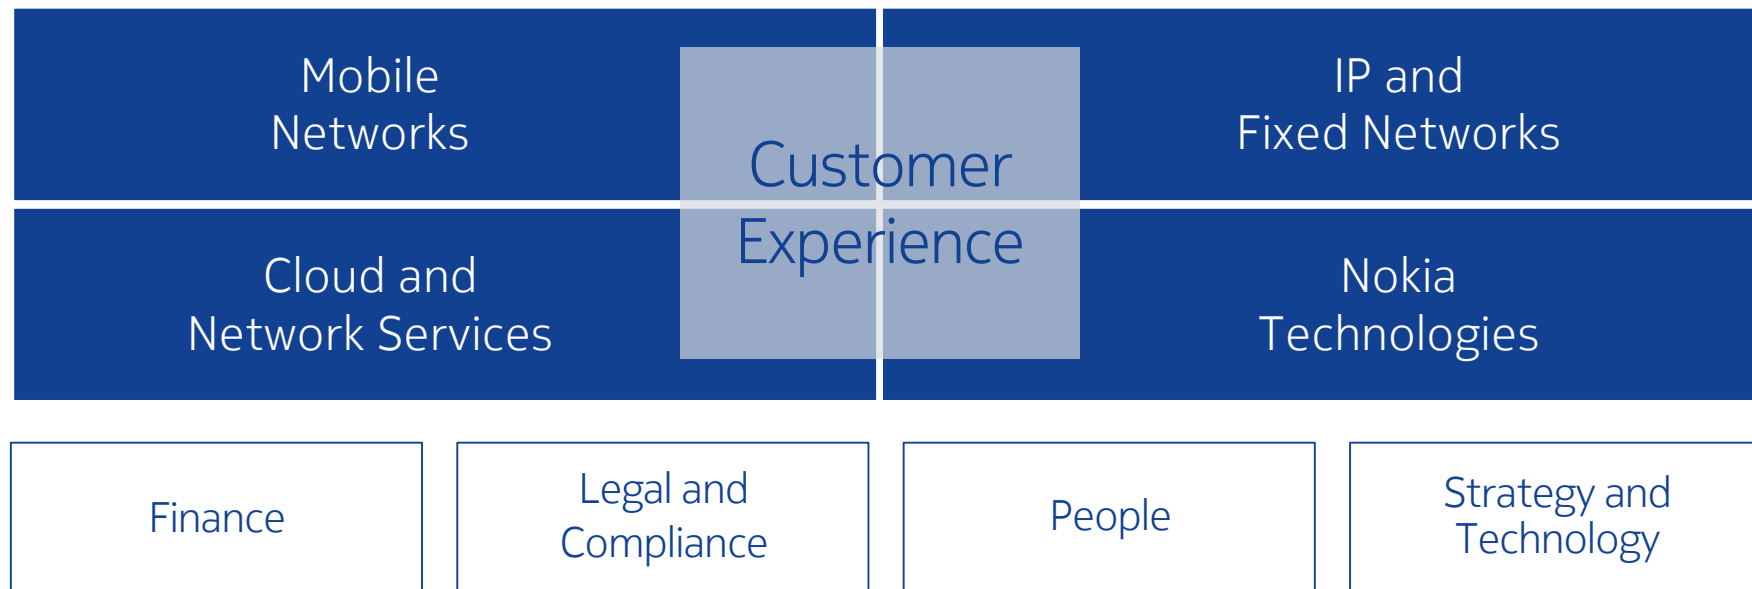 Mobile
Networks
IP and
Fixed Networks
Customer
Experience
Cloud and
Network Services
Nokia
Technologies
Finance
Legal and
Compliance
People
Strategy and
Technology